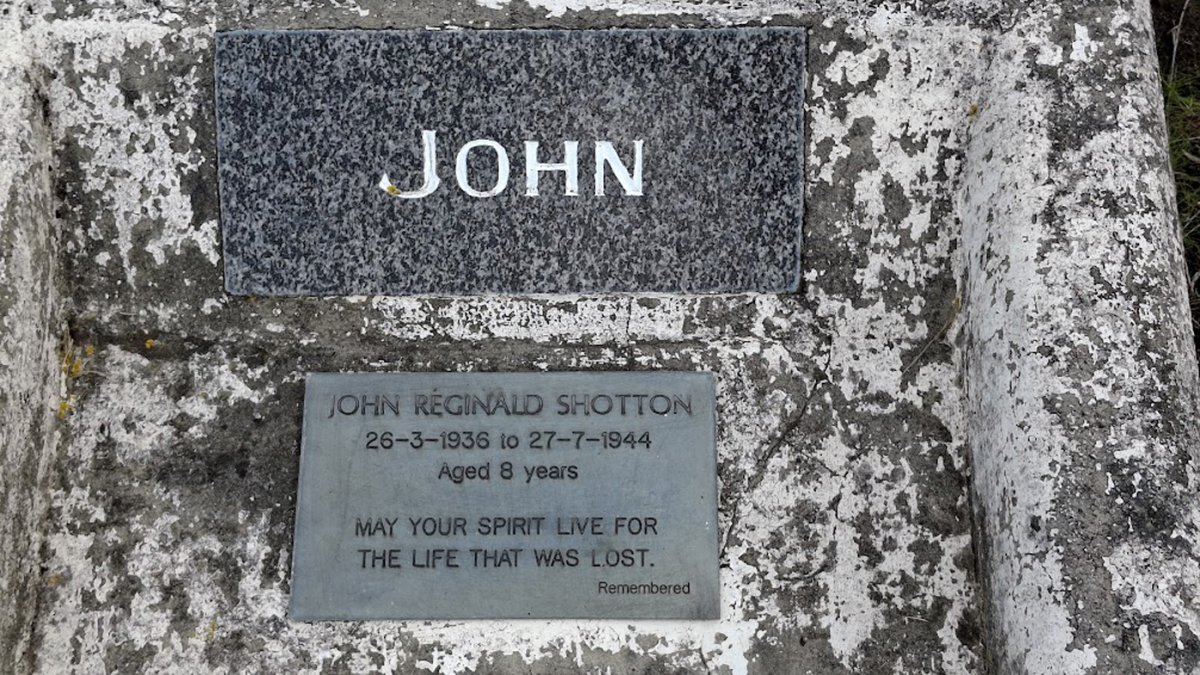 JOHN
JOHN REGINALD SHOTTON
26-3-1936 to 27-7-1944
Aged 8 years
MAY YOUR SPIRIT LIVE FOR
THE LIFE THAT WAS LOST.
Remembered